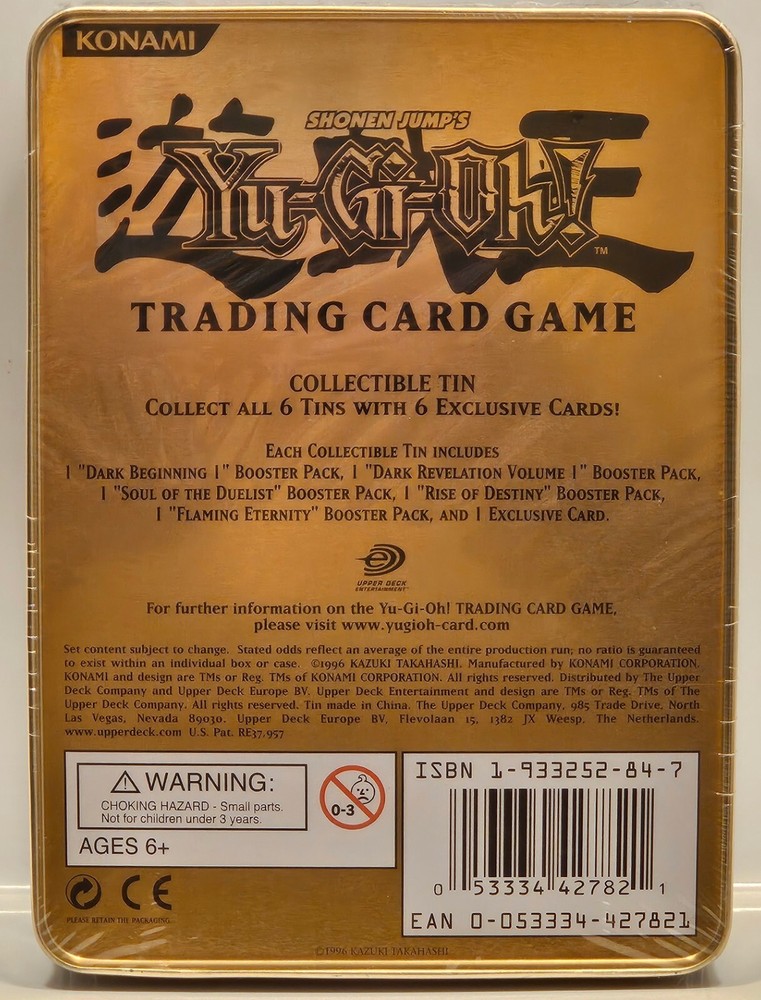 KONAMI
SHONEN JUMP'S
遊戯王
Yu-Gi-Oh!
TM
TRADING CARD GAME
COLLECTIBLE TIN
COLLECT ALL 6 TINS WITH 6 EXCLUSIVE CARDS!
EACH COLLECTIBLE TIN INCLUDES
1 "DARK BEGINNING 1" BOOSTER PACK, 1 "DARK REVELATION VOLUME 1" BOOSTER PACK,
1 "SOUL OF THE DUELIST" BOOSTER PACK, 1 "RISE OF DESTINY" BOOSTER PACK,
1 "FLAMING ETERNITY" BOOSTER PACK, AND 1 EXCLUSIVE CARD.
UPPER DECK
ENTERTAINMENT
For further information on the Yu-Gi-Oh! TRADING CARD GAME,
please visit www.yugioh-card.com
Set content subject to change. Stated odds reflect an average of the entire production run; no ratio is guaranteed
to exist within an individual box or case. ©1996 KAZUKI TAKAHASHI. Manufactured by KONAMI CORPORATION.
KONAMI and design are TMs or Reg. TMs of KONAMI CORPORATION. All rights reserved. Distributed by The Upper
Deck Company and Upper Deck Europe BV. Upper Deck Entertainment and design are TMs or Reg. TMs of The
Upper Deck Company. All rights reserved. Tin made in China. The Upper Deck Company, 985 Trade Drive, North
Las Vegas, Nevada 89030. Upper Deck Europe BV, Flevolaan 15, 1382 JX Weesp, The Netherlands.
www.upperdeck.com U.S. Pat. RE37,957
WARNING:
CHOKING HAZARD - Small parts.
Not for children under 3 years.
0-3
AGES 6+
CE
PLEASE RETAIN THE PACKAGING.
ISBN 1-933252-84-7
0 53334 42782 1
EAN 0-053334-427821
©1996 KAZUKI TAKAHASHI